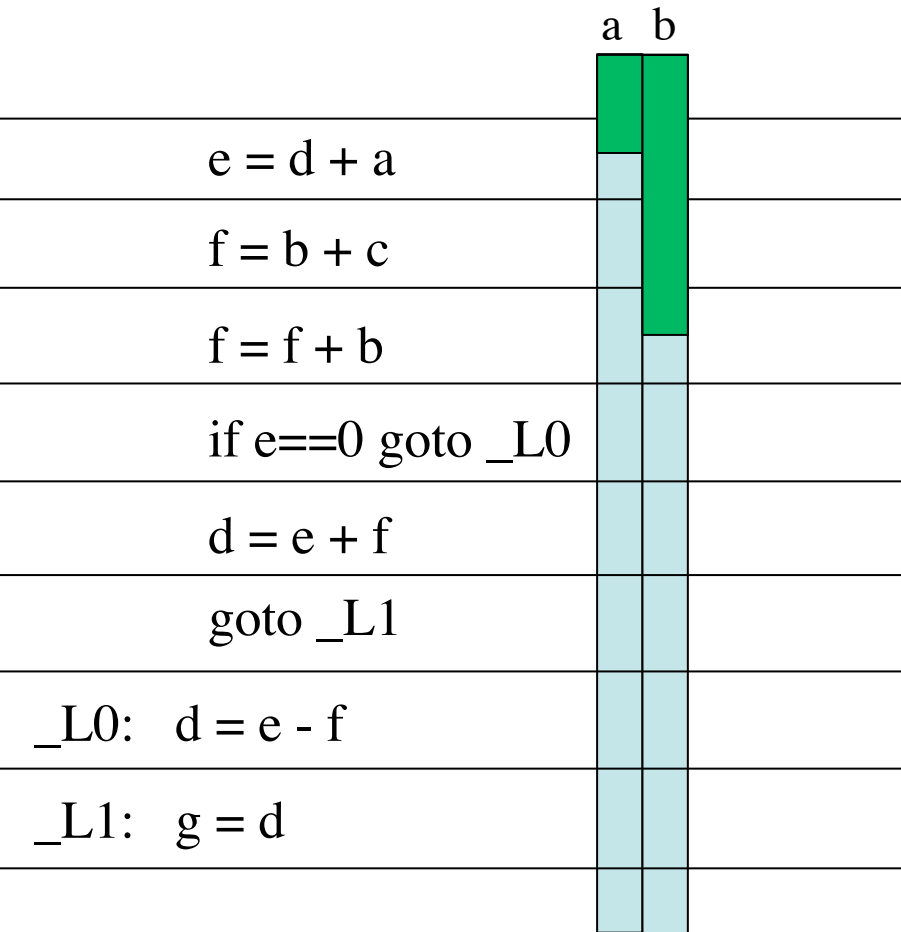 a b
e = d + a
f = b + c
f = f + b
if e==0 goto _L0
d = e + f
goto _L1
_L0: d = e - f
_L1: g = d